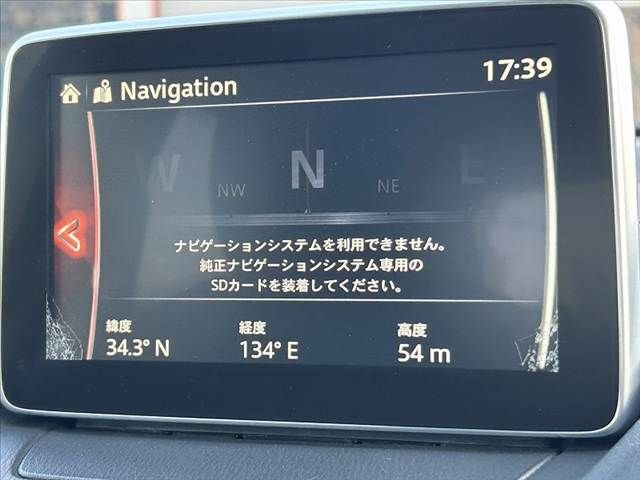 Navigation
17:39
W NW N NE E
ナビゲーションシステムを利用できません。
純正ナビゲーションシステム専用の
SDカードを装着してください。
緯度 経度 高度
34.3° N 134° E 54 m